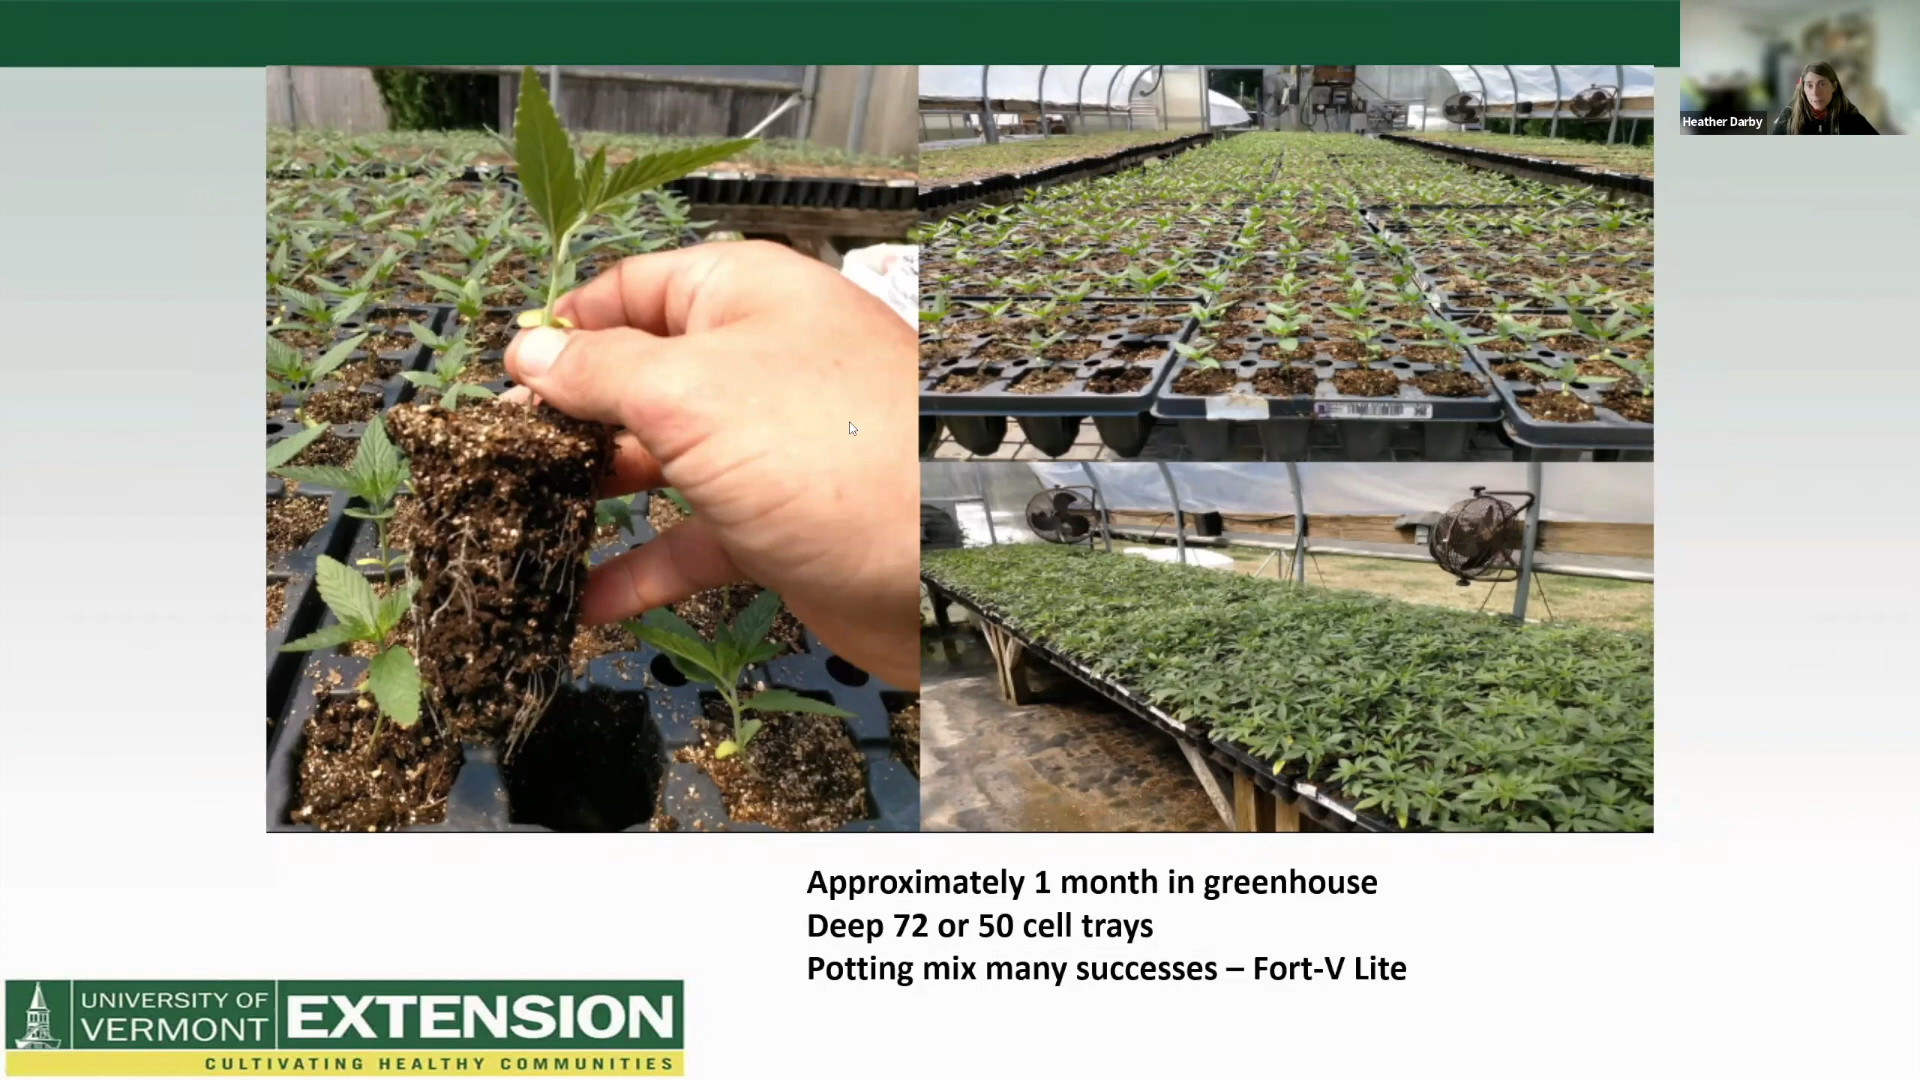 Heather Darby
Approximately 1 month in greenhouse
Deep 72 or 50 cell trays
Potting mix many successes – Fort-V Lite
UNIVERSITY OF
VERMONT
EXTENSION
CULTIVATING HEALTHY COMMUNITIES